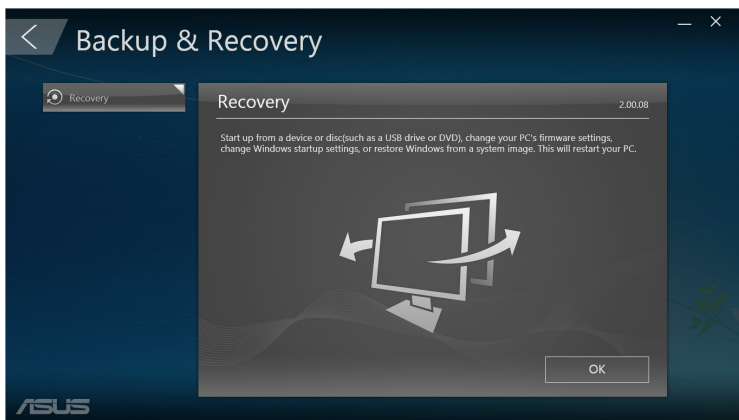 Backup & Recovery
Recovery
Recovery 2.00.08
Start up from a device or disc(such as a USB drive or DVD), change your PC's firmware settings,
change Windows startup settings, or restore Windows from a system image. This will restart your PC.
OK
ASUS